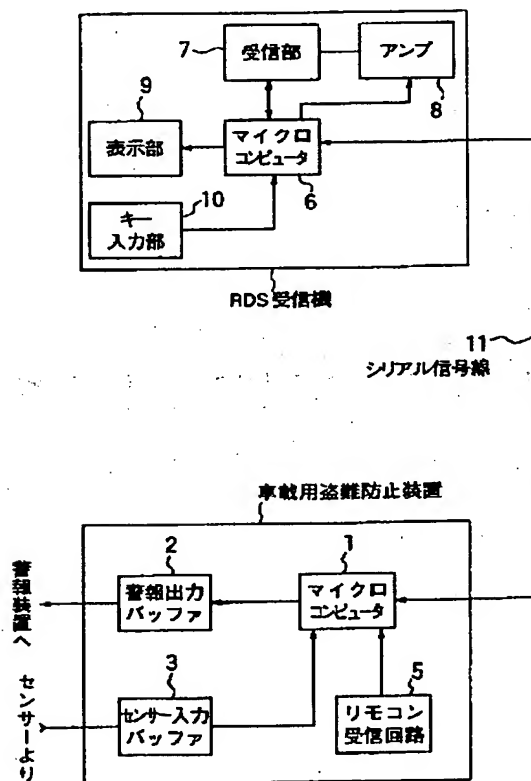 7
受信部
アンプ
8
9
表示部
マイクロ
コンピュータ
6
10
キー
入力部
RDS受信機
11
シリアル信号線
車載用盗難防止装置
警報装置へ
2
警報出力
バッファ
1
マイクロ
コンピュータ
センサーより
3
センサー入力
バッファ
5
リモコン
受信回路